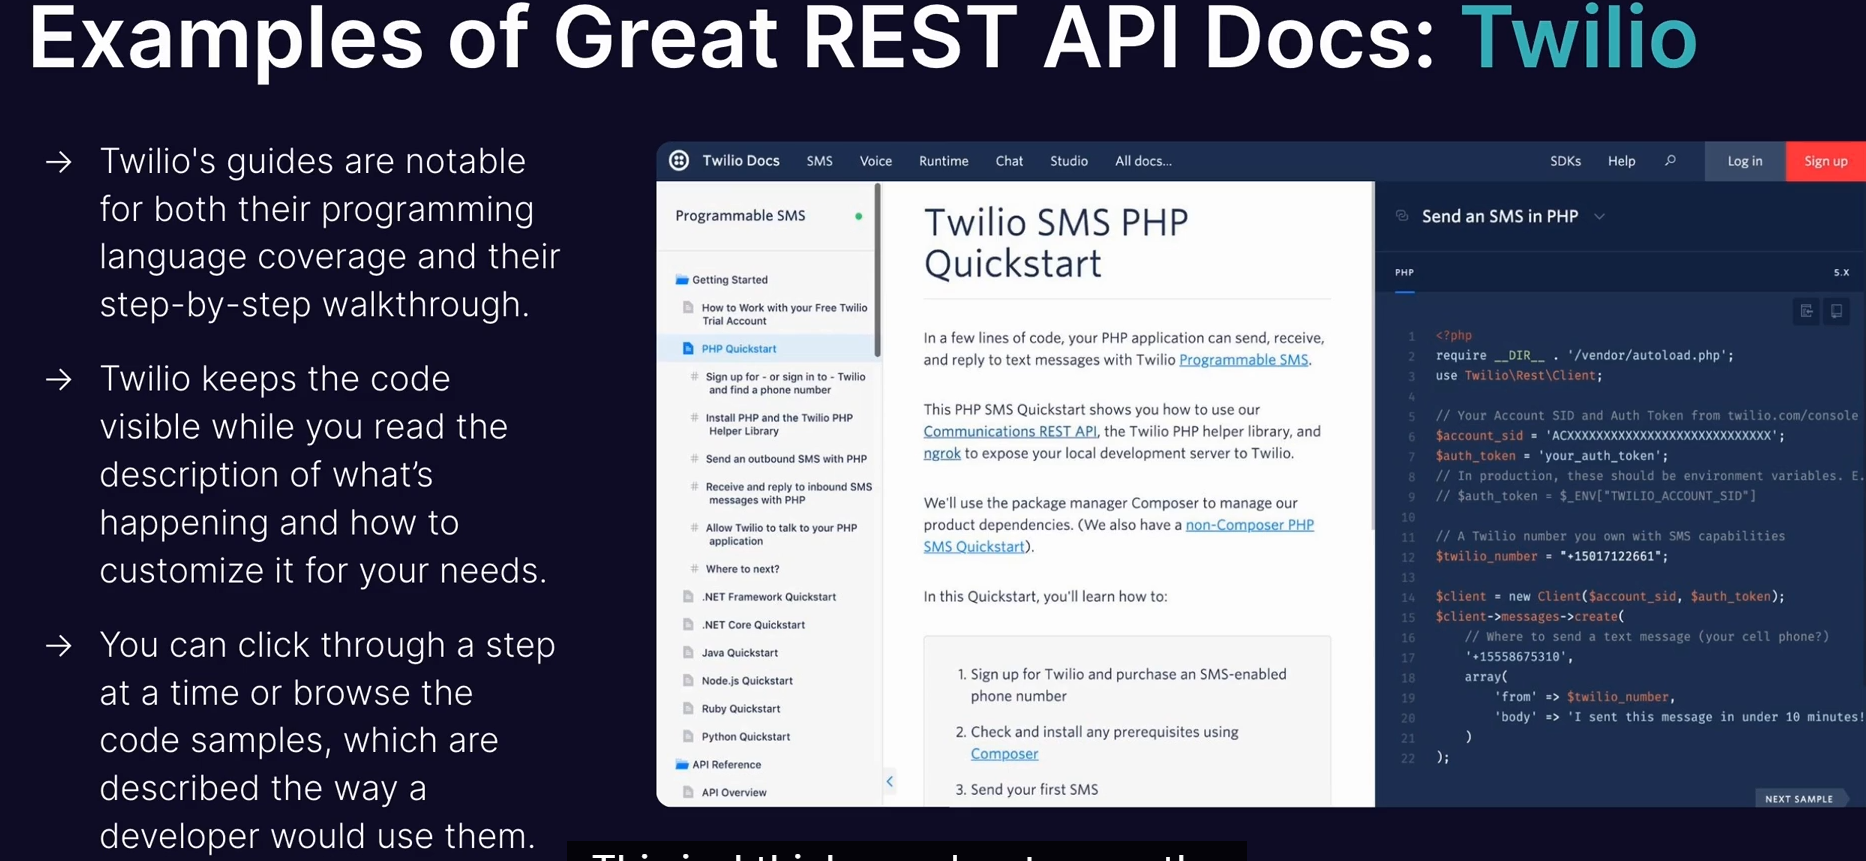 Examples of Great REST API Docs: Twilio
→ Twilio's guides are notable
for both their programming
language coverage and their
step-by-step walkthrough.
→ Twilio keeps the code
visible while you read the
description of what’s
happening and how to
customize it for your needs.
→ You can click through a step
at a time or browse the
code samples, which are
described the way a
developer would use them.
Twilio Docs SMS Voice Runtime Chat Studio All docs... SDKs Help Log in Sign up
Programmable SMS
Getting Started
How to Work with your Free Twilio
Trial Account
PHP Quickstart
# Sign up for - or sign in to - Twilio
and find a phone number
# Install PHP and the Twilio PHP
Helper Library
# Send an outbound SMS with PHP
# Receive and reply to inbound SMS
messages with PHP
# Allow Twilio to talk to your PHP
application
# Where to next?
.NET Framework Quickstart
.NET Core Quickstart
Java Quickstart
Node.js Quickstart
Ruby Quickstart
Python Quickstart
API Reference
API Overview
Twilio SMS PHP
Quickstart
In a few lines of code, your PHP application can send, receive,
and reply to text messages with Twilio Programmable SMS.
This PHP SMS Quickstart shows you how to use our
Communications REST API, the Twilio PHP helper library, and
ngrok to expose your local development server to Twilio.
We'll use the package manager Composer to manage our
product dependencies. (We also have a non-Composer PHP
SMS Quickstart).
In this Quickstart, you'll learn how to:
1. Sign up for Twilio and purchase an SMS-enabled
phone number
2. Check and install any prerequisites using
Composer
3. Send your first SMS
Send an SMS in PHP
PHP 5.X
1 <?php
2 require __DIR__ . '/vendor/autoload.php';
3 use Twilio\Rest\Client;
4
5 // Your Account SID and Auth Token from twilio.com/console
6 $account_sid = 'ACXXXXXXXXXXXXXXXXXXXXXXXXXXXX';
7 $auth_token = 'your_auth_token';
8 // In production, these should be environment variables. E.
9 // $auth_token = $_ENV["TWILIO_ACCOUNT_SID"]
10
11 // A Twilio number you own with SMS capabilities
12 $twilio_number = "+15017122661";
13
14 $client = new Client($account_sid, $auth_token);
15 $client->messages->create(
16 // Where to send a text message (your cell phone?)
17 '+15558675310',
18 array(
19 'from' => $twilio_number,
20 'body' => 'I sent this message in under 10 minutes!
21 )
22 );
NEXT SAMPLE